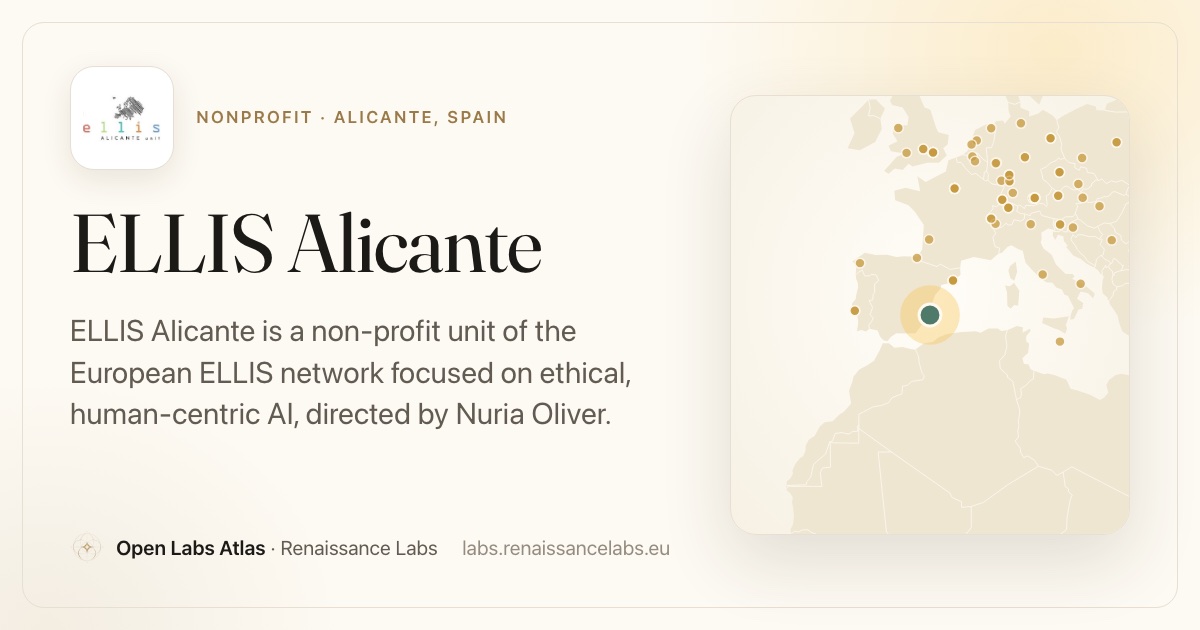 ellis
ALICANTE UNIT
NONPROFIT · ALICANTE, SPAIN
ELLIS Alicante
ELLIS Alicante is a non-profit unit of the
European ELLIS network focused on ethical,
human-centric AI, directed by Nuria Oliver.
Open Labs Atlas · Renaissance Labs labs.renaissancelabs.eu